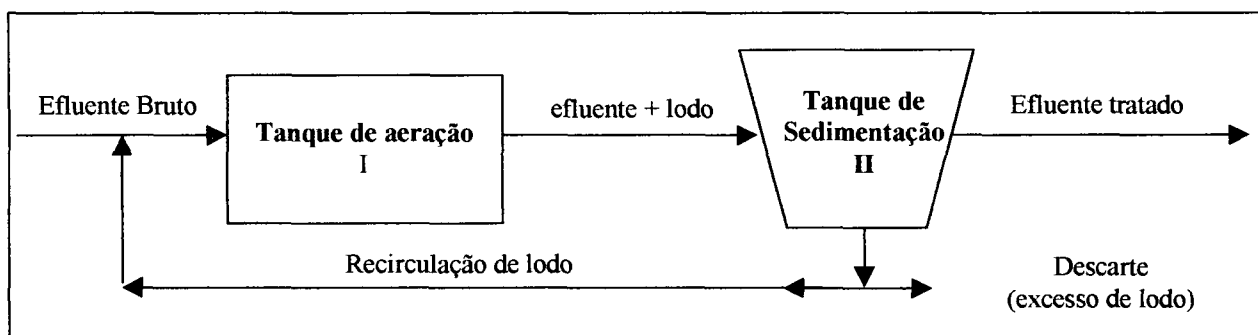 Efluente Bruto
Tanque de aeração
I
efluente + lodo
Tanque de
Sedimentação
II
Efluente tratado
Recirculação de lodo
Descarte
(excesso de lodo)